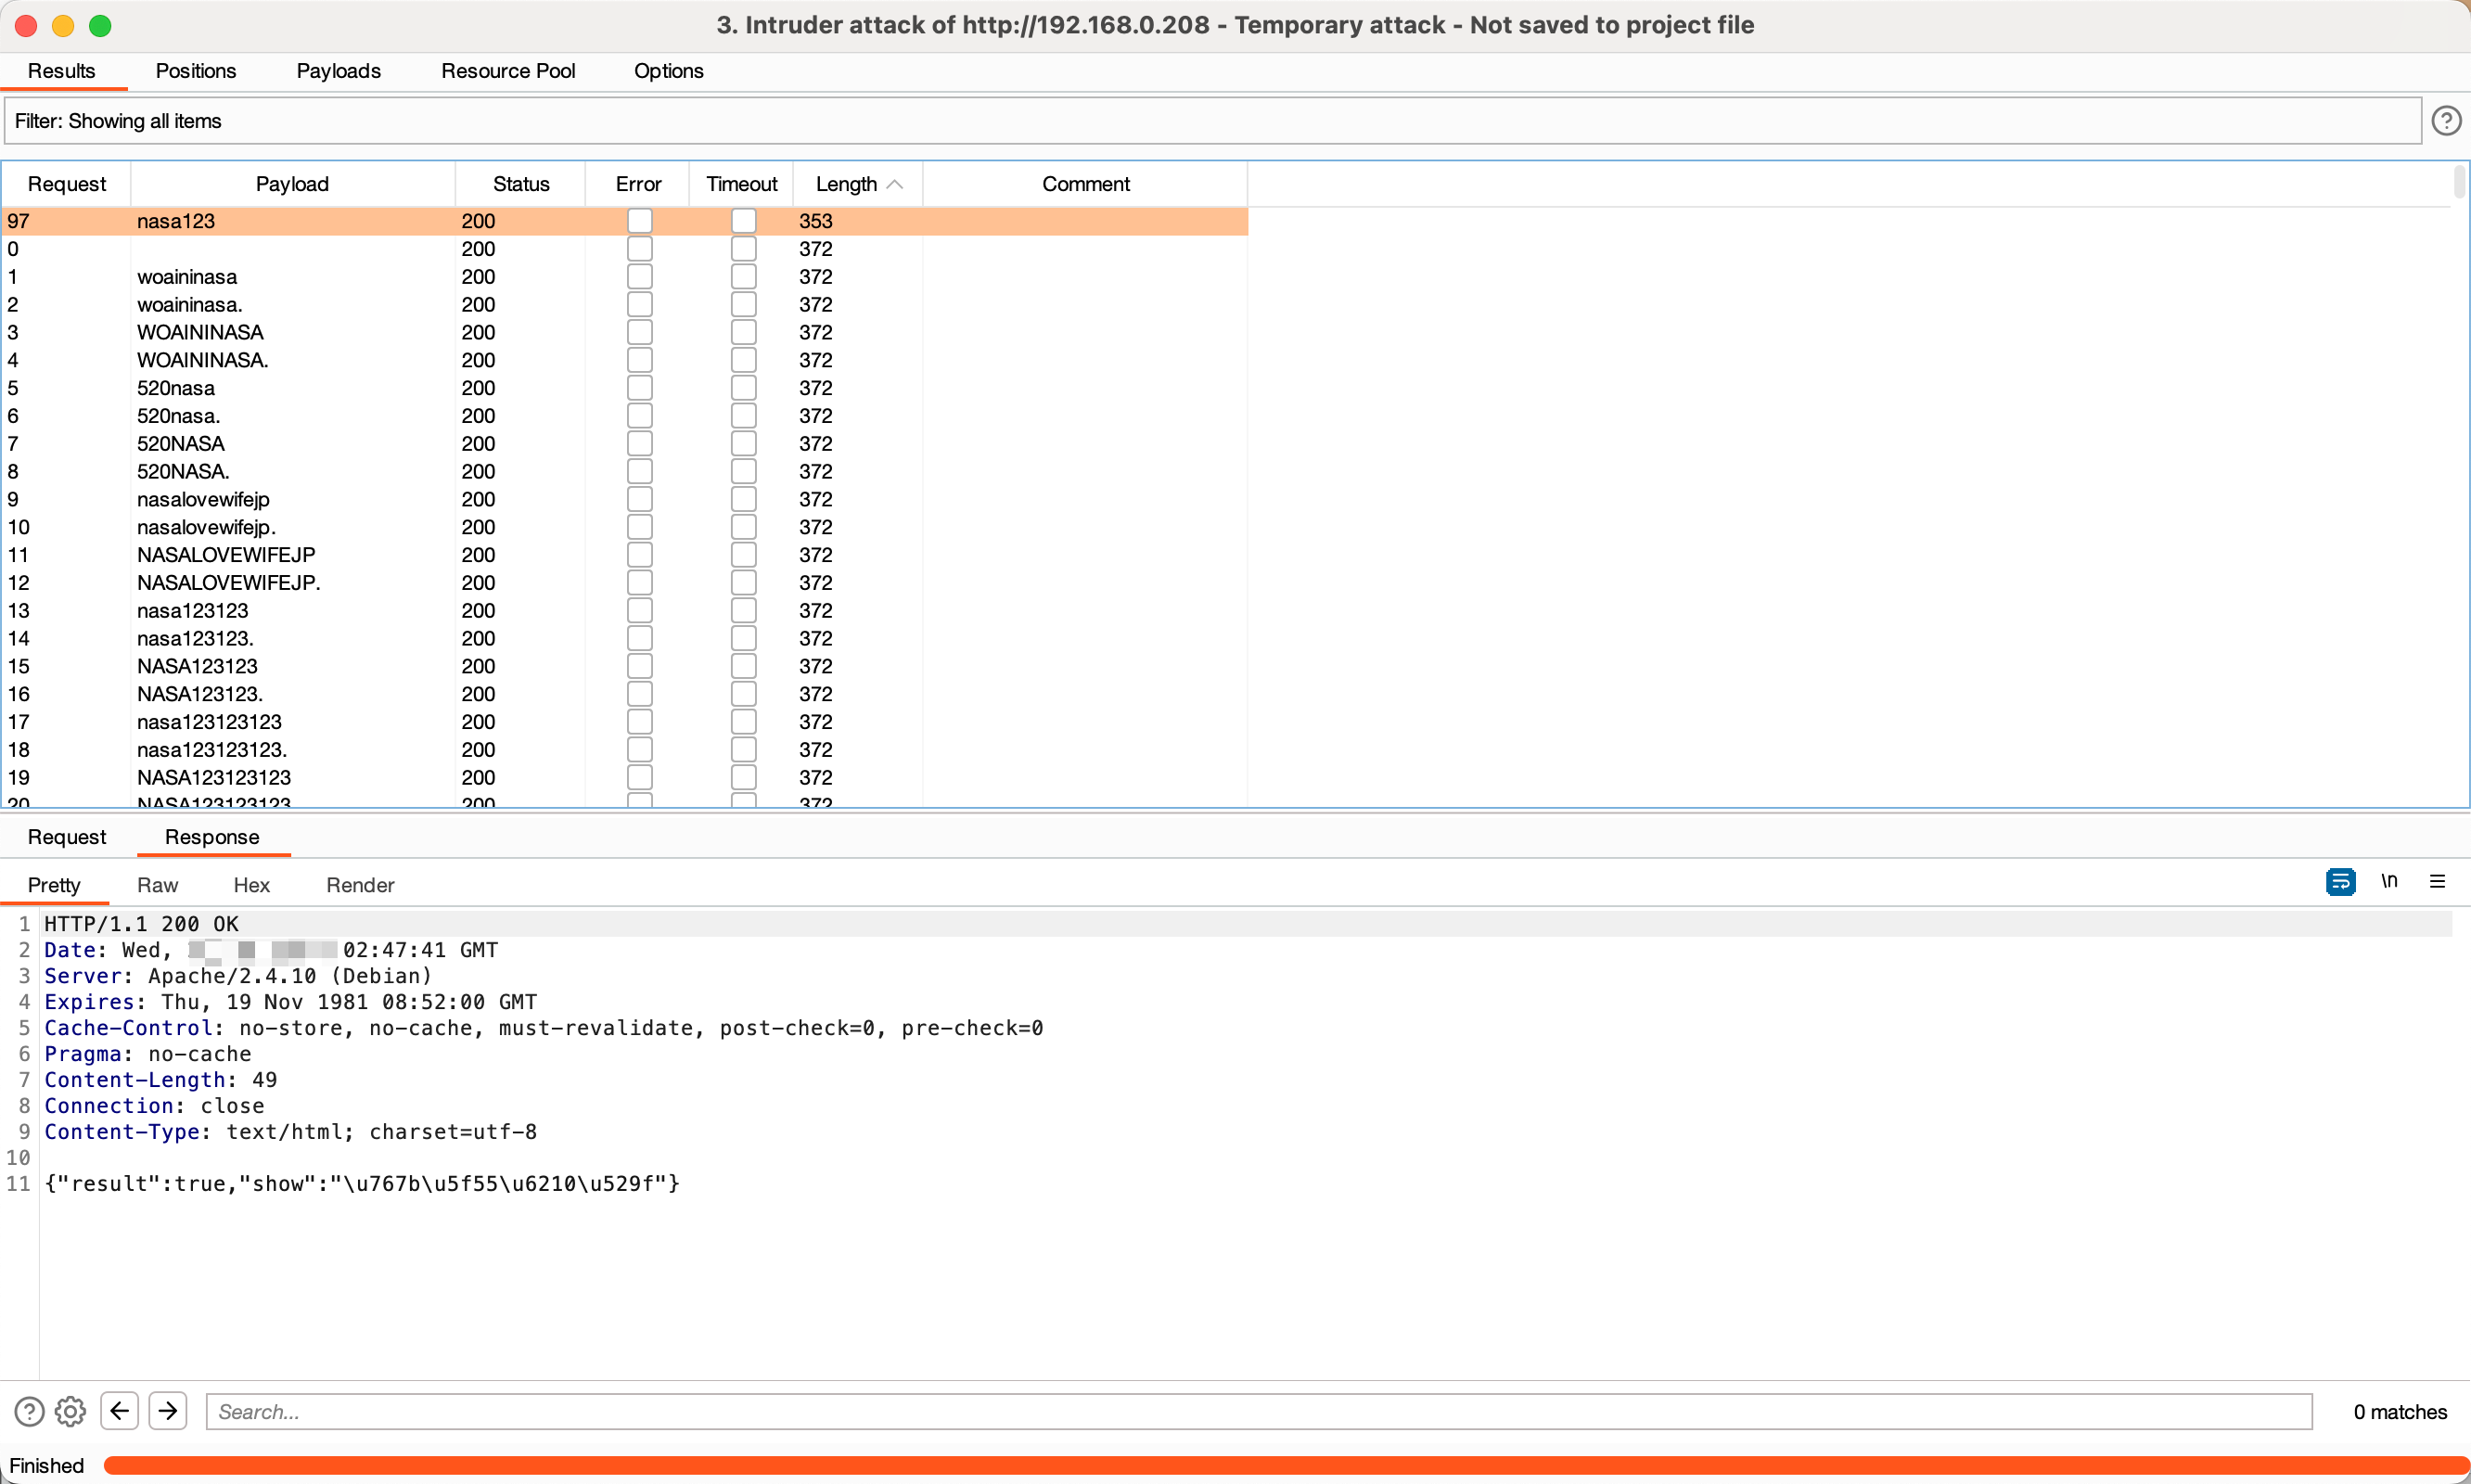 3. Intruder attack of http://192.168.0.208 - Temporary attack - Not saved to project file
Results Positions Payloads Resource Pool Options
Filter: Showing all items
Request Payload Status Error Timeout Length Comment
97 nasa123 200 353
0 200 372
1 woaininasa 200 372
2 woaininasa. 200 372
3 WOAININASA 200 372
4 WOAININASA. 200 372
5 520nasa 200 372
6 520nasa. 200 372
7 520NASA 200 372
8 520NASA. 200 372
9 nasalovewifejp 200 372
10 nasalovewifejp. 200 372
11 NASALOVEWIFEJP 200 372
12 NASALOVEWIFEJP. 200 372
13 nasa123123 200 372
14 nasa123123. 200 372
15 NASA123123 200 372
16 NASA123123. 200 372
17 nasa123123123 200 372
18 nasa123123123. 200 372
19 NASA123123123 200 372
20 200 372
Request Response
Pretty Raw Hex Render \n
1 HTTP/1.1 200 OK
2 Date: Wed, 02:47:41 GMT
3 Server: Apache/2.4.10 (Debian)
4 Expires: Thu, 19 Nov 1981 08:52:00 GMT
5 Cache-Control: no-store, no-cache, must-revalidate, post-check=0, pre-check=0
6 Pragma: no-cache
7 Content-Length: 49
8 Connection: close
9 Content-Type: text/html; charset=utf-8
10
11 {"result":true,"show":"\u767b\u5f55\u6210\u529f"}
Search... 0 matches
Finished